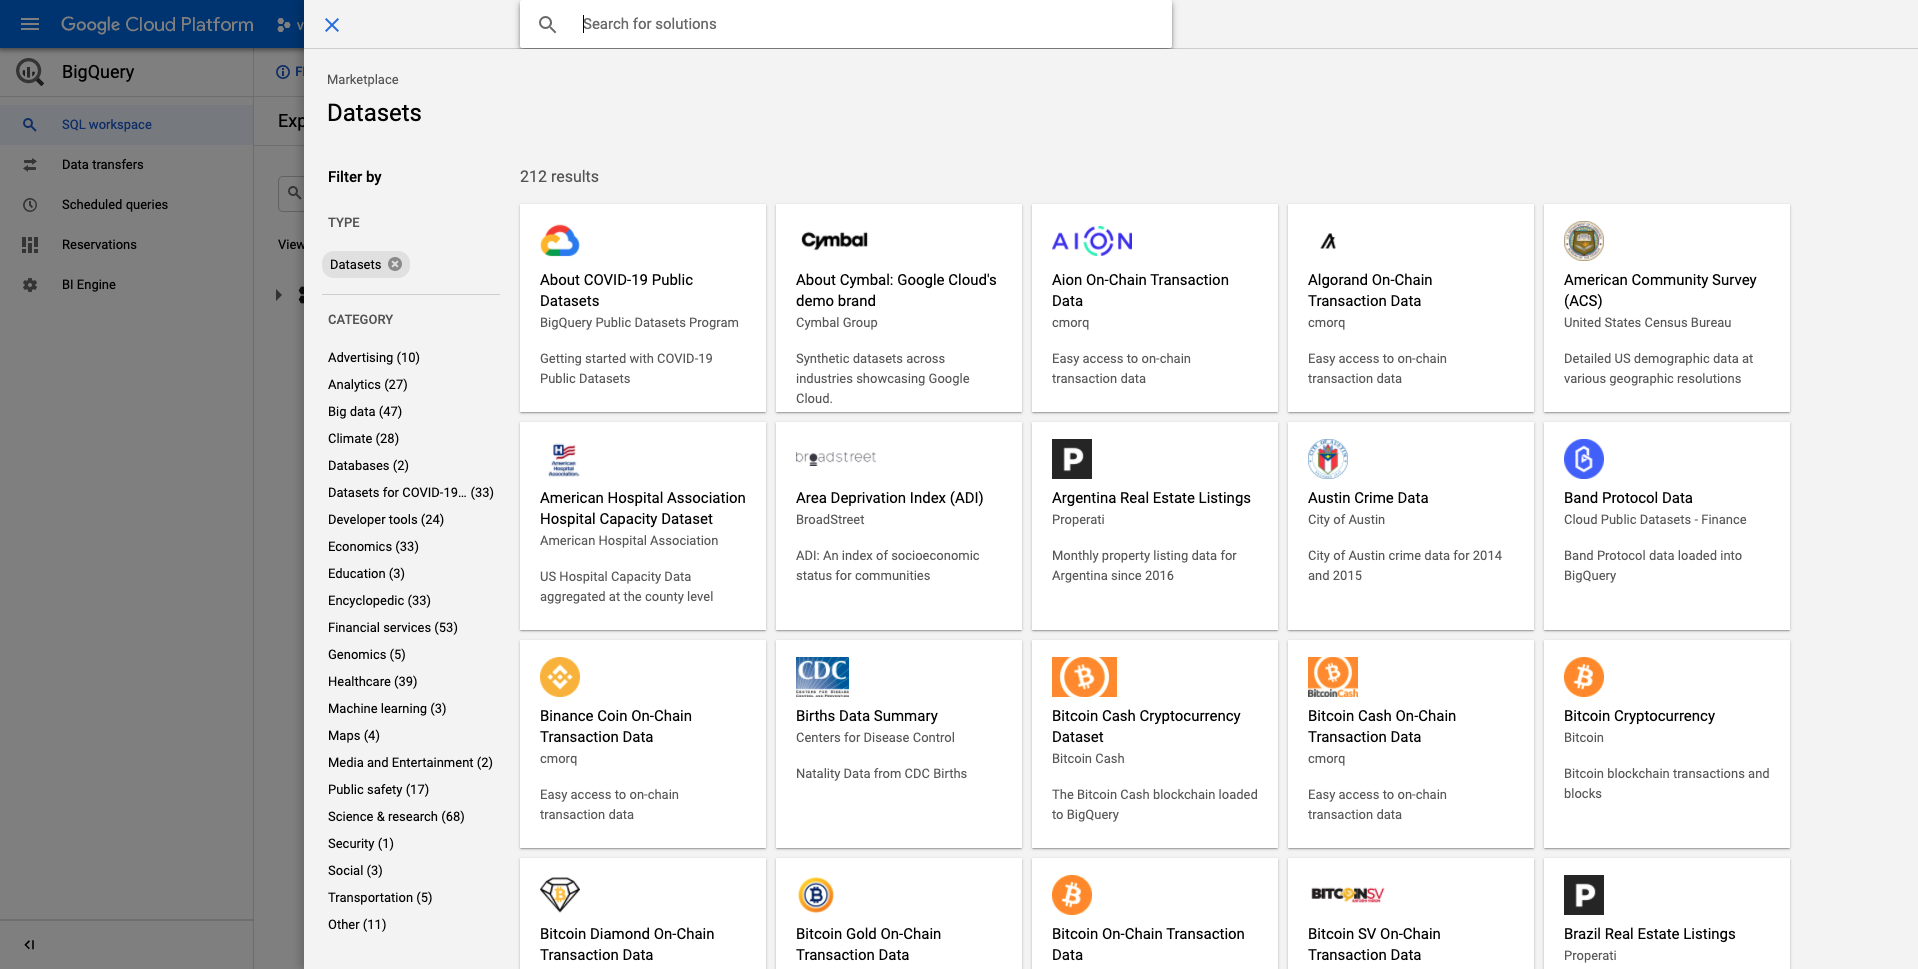 Google Cloud Platform
BigQuery
SQL workspace
Data transfers
Scheduled queries
Reservations
BI Engine
Exp
View
Search for solutions
Marketplace
Datasets
Filter by
TYPE
Datasets
CATEGORY
Advertising (10)
Analytics (27)
Big data (47)
Climate (28)
Databases (2)
Datasets for COVID-19... (33)
Developer tools (24)
Economics (33)
Education (3)
Encyclopedic (33)
Financial services (53)
Genomics (5)
Healthcare (39)
Machine learning (3)
Maps (4)
Media and Entertainment (2)
Public safety (17)
Science & research (68)
Security (1)
Social (3)
Transportation (5)
Other (11)
212 results
About COVID-19 Public
Datasets
BigQuery Public Datasets Program
Getting started with COVID-19
Public Datasets
Cymbal
About Cymbal: Google Cloud's
demo brand
Cymbal Group
Synthetic datasets across
industries showcasing Google
Cloud.
AION
Aion On-Chain Transaction
Data
cmorq
Easy access to on-chain
transaction data
Algorand On-Chain
Transaction Data
cmorq
Easy access to on-chain
transaction data
American Community Survey
(ACS)
United States Census Bureau
Detailed US demographic data at
various geographic resolutions
American
Hospital
Association
American Hospital Association
Hospital Capacity Dataset
American Hospital Association
US Hospital Capacity Data
aggregated at the county level
broadstreet
Area Deprivation Index (ADI)
BroadStreet
ADI: An index of socioeconomic
status for communities
P
Argentina Real Estate Listings
Properati
Monthly property listing data for
Argentina since 2016
Austin Crime Data
City of Austin
City of Austin crime data for 2014
and 2015
Band Protocol Data
Cloud Public Datasets - Finance
Band Protocol data loaded into
BigQuery
Binance Coin On-Chain
Transaction Data
cmorq
Easy access to on-chain
transaction data
CDC
Births Data Summary
Centers for Disease Control
Natality Data from CDC Births
Bitcoin Cash Cryptocurrency
Dataset
Bitcoin Cash
The Bitcoin Cash blockchain loaded
to BigQuery
BitcoinCash
Bitcoin Cash On-Chain
Transaction Data
cmorq
Easy access to on-chain
transaction data
Bitcoin Cryptocurrency
Bitcoin
Bitcoin blockchain transactions and
blocks
Bitcoin Diamond On-Chain
Transaction Data
Bitcoin Gold On-Chain
Transaction Data
Bitcoin On-Chain Transaction
Data
BITCOIN SV
Bitcoin SV On-Chain
Transaction Data
P
Brazil Real Estate Listings
Properati